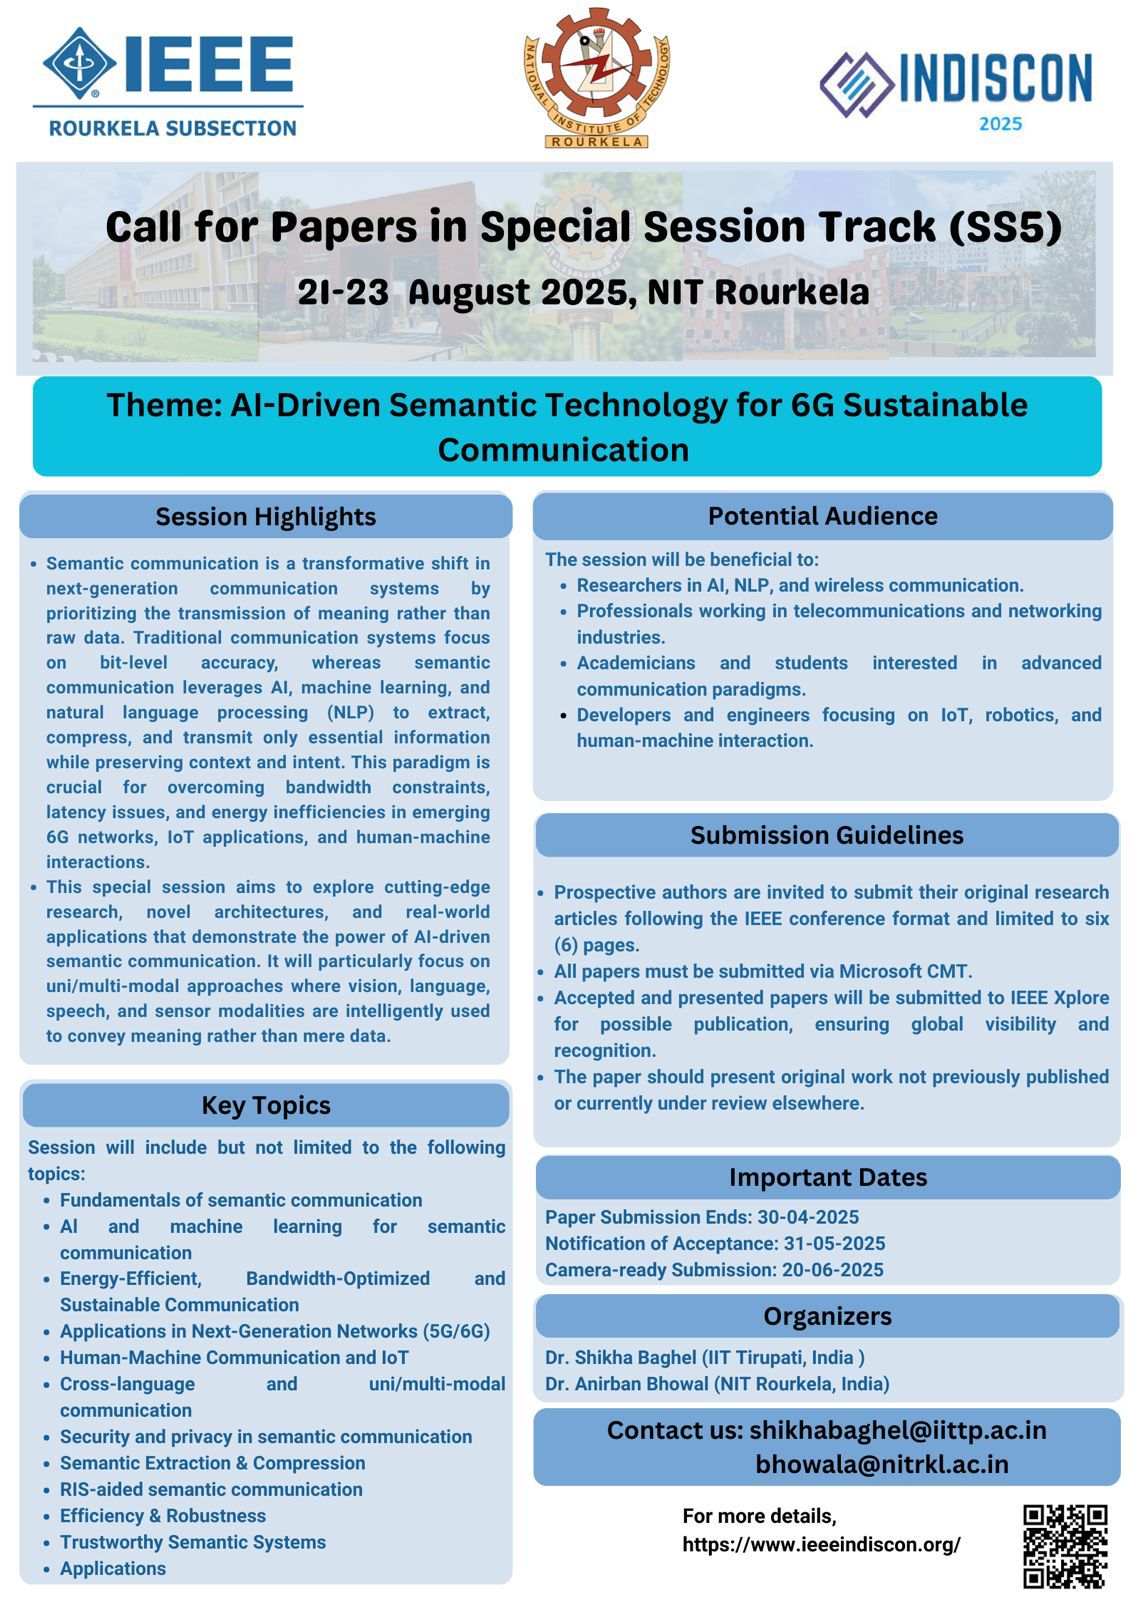 IEEE
®
ROURKELA SUBSECTION
NATIONAL INSTITUTE OF TECHNOLOGY
ROURKELA
INDISCON
2025
Call for Papers in Special Session Track (SS5)
21-23 August 2025, NIT Rourkela
Theme: AI-Driven Semantic Technology for 6G Sustainable
Communication
Session Highlights
• Semantic communication is a transformative shift in
next-generation communication systems by
prioritizing the transmission of meaning rather than
raw data. Traditional communication systems focus
on bit-level accuracy, whereas semantic
communication leverages AI, machine learning, and
natural language processing (NLP) to extract,
compress, and transmit only essential information
while preserving context and intent. This paradigm is
crucial for overcoming bandwidth constraints,
latency issues, and energy inefficiencies in emerging
6G networks, IoT applications, and human-machine
interactions.
• This special session aims to explore cutting-edge
research, novel architectures, and real-world
applications that demonstrate the power of AI-driven
semantic communication. It will particularly focus on
uni/multi-modal approaches where vision, language,
speech, and sensor modalities are intelligently used
to convey meaning rather than mere data.
Key Topics
Session will include but not limited to the following
topics:
• Fundamentals of semantic communication
• AI and machine learning for semantic
communication
• Energy-Efficient, Bandwidth-Optimized and
Sustainable Communication
• Applications in Next-Generation Networks (5G/6G)
• Human-Machine Communication and IoT
• Cross-language and uni/multi-modal
communication
• Security and privacy in semantic communication
• Semantic Extraction & Compression
• RIS-aided semantic communication
• Efficiency & Robustness
• Trustworthy Semantic Systems
• Applications
Potential Audience
The session will be beneficial to:
• Researchers in AI, NLP, and wireless communication.
• Professionals working in telecommunications and networking
industries.
• Academicians and students interested in advanced
communication paradigms.
• Developers and engineers focusing on IoT, robotics, and
human-machine interaction.
Submission Guidelines
• Prospective authors are invited to submit their original research
articles following the IEEE conference format and limited to six
(6) pages.
• All papers must be submitted via Microsoft CMT.
• Accepted and presented papers will be submitted to IEEE Xplore
for possible publication, ensuring global visibility and
recognition.
• The paper should present original work not previously published
or currently under review elsewhere.
Important Dates
Paper Submission Ends: 30-04-2025
Notification of Acceptance: 31-05-2025
Camera-ready Submission: 20-06-2025
Organizers
Dr. Shikha Baghel (IIT Tirupati, India )
Dr. Anirban Bhowal (NIT Rourkela, India)
Contact us: shikhabaghel@iittp.ac.in
bhowala@nitrkl.ac.in
For more details,
https://www.ieeeindiscon.org/